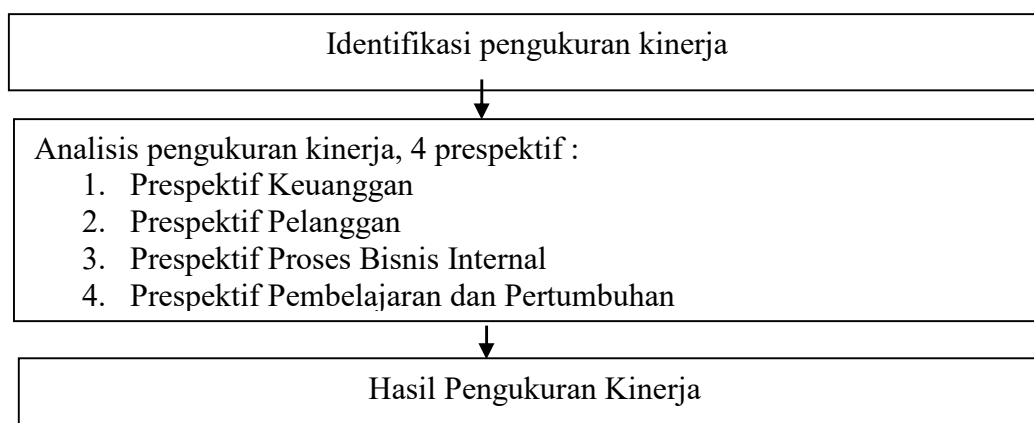 Identifikasi pengukuran kinerja
Analisis pengukuran kinerja, 4 prespektif :
1. Prespektif Keuanggan
2. Prespektif Pelanggan
3. Prespektif Proses Bisnis Internal
4. Prespektif Pembelajaran dan Pertumbuhan
Hasil Pengukuran Kinerja